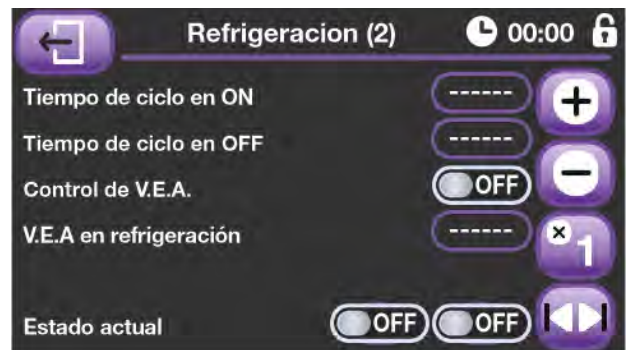 Refrigeracion (2) 00:00
Tiempo de ciclo en ON ------
Tiempo de ciclo en OFF ------
Control de V.E.A. OFF
V.E.A en refrigeración ------
×1
Estado actual OFF OFF